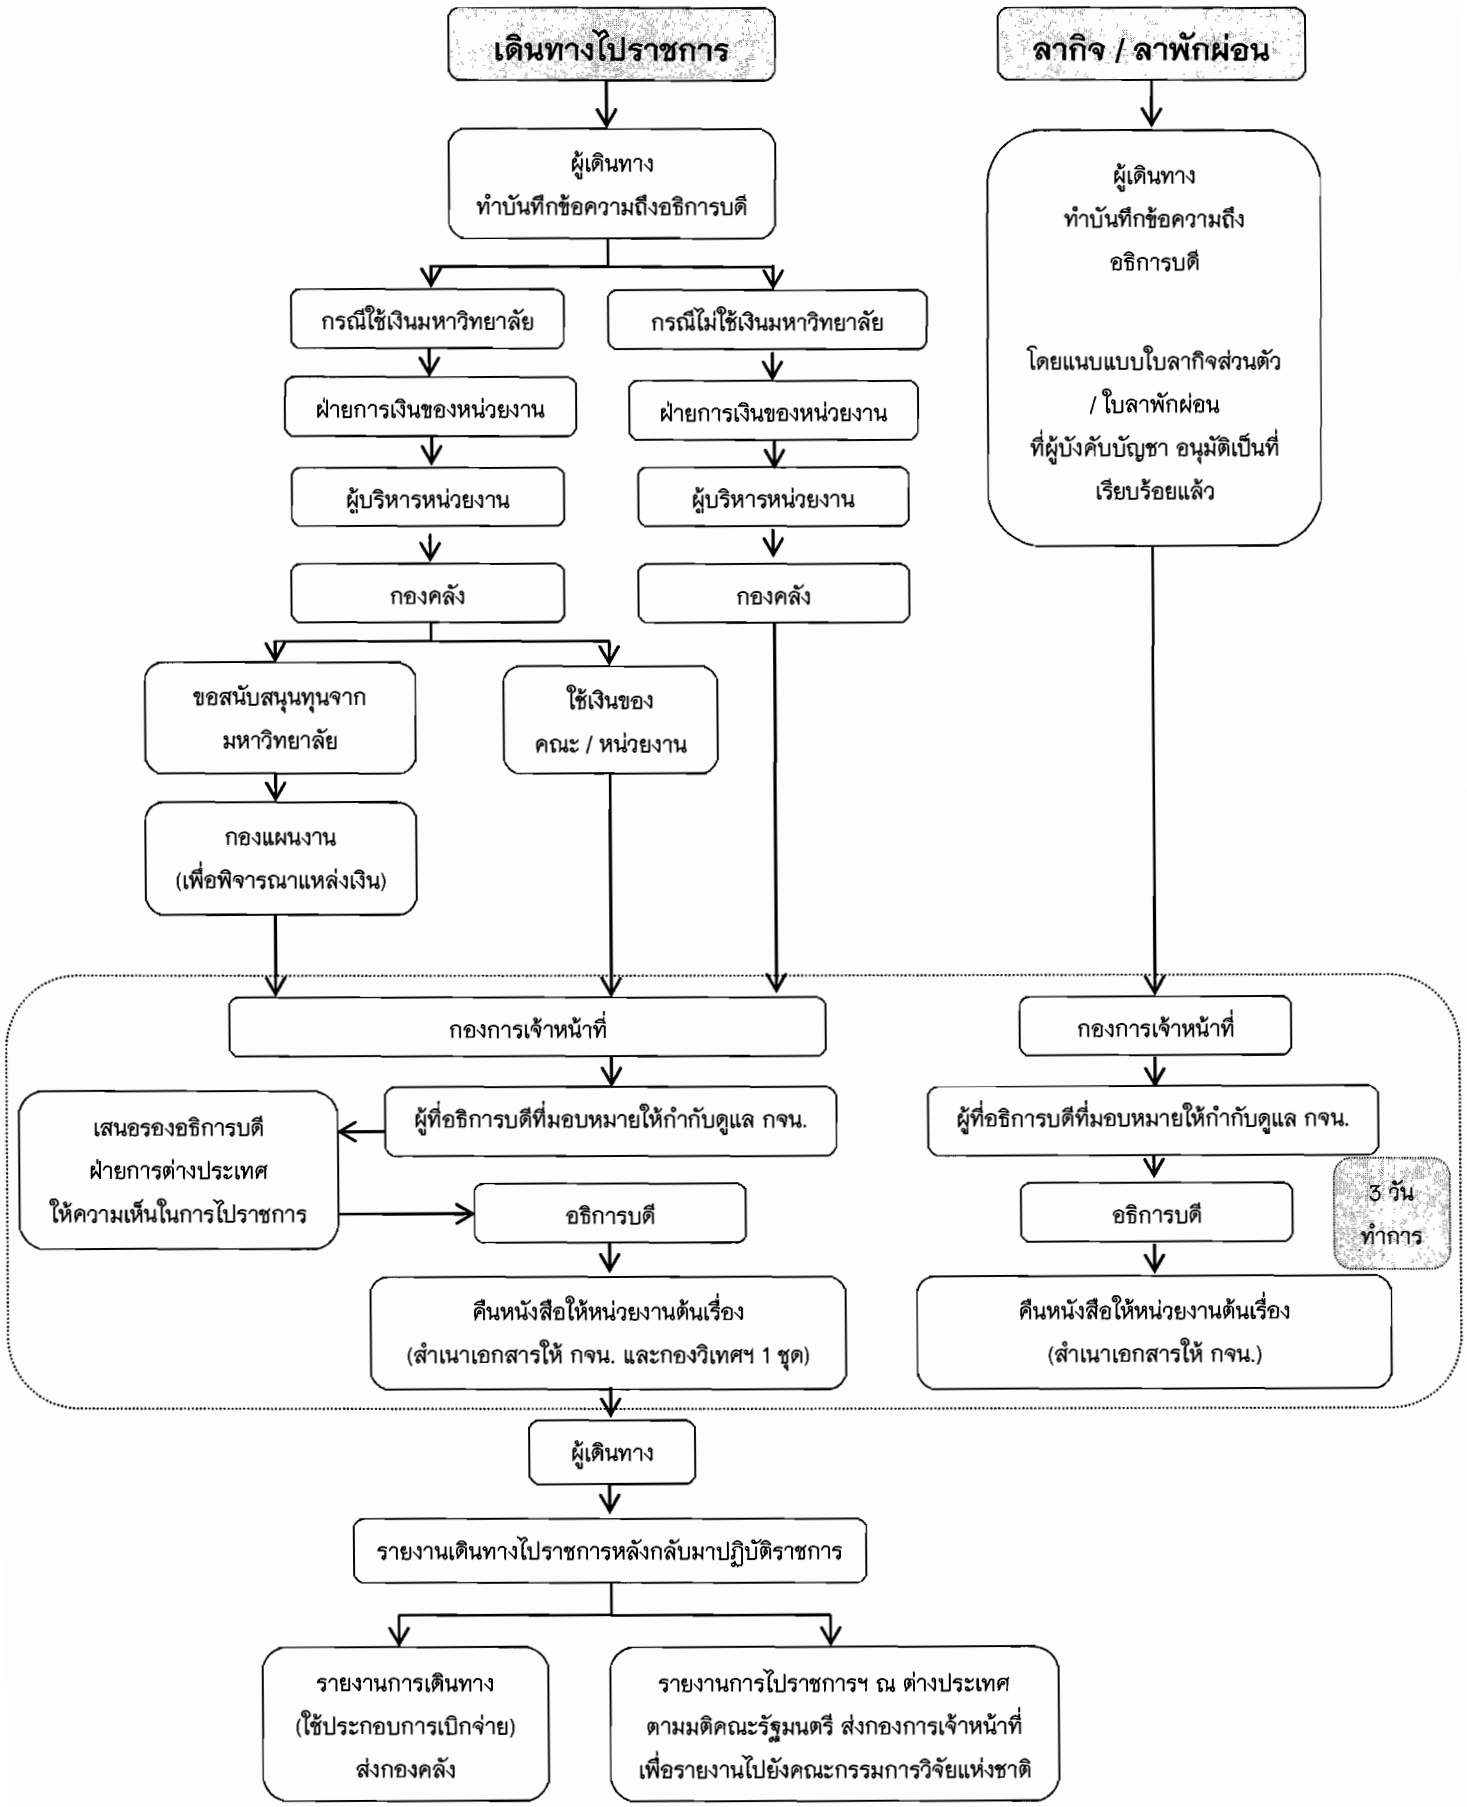 เดินทางไปราชการ
ลากิจ / ลาพักผ่อน
ผู้เดินทาง
ทำบันทึกข้อความถึงอธิการบดี
ผู้เดินทาง
ทำบันทึกข้อความถึง
อธิการบดี
โดยแนบแบบใบลากิจส่วนตัว
/ ใบลาพักผ่อน
ที่ผู้บังคับบัญชา อนุมัติเป็นที่
เรียบร้อยแล้ว
กรณีใช้เงินมหาวิทยาลัย
กรณีไม่ใช้เงินมหาวิทยาลัย
ฝ่ายการเงินของหน่วยงาน
ฝ่ายการเงินของหน่วยงาน
ผู้บริหารหน่วยงาน
ผู้บริหารหน่วยงาน
กองคลัง
กองคลัง
ขอสนับสนุนทุนจาก
มหาวิทยาลัย
ใช้เงินของ
คณะ / หน่วยงาน
กองแผนงาน
(เพื่อพิจารณาแหล่งเงิน)
กองการเจ้าหน้าที่
กองการเจ้าหน้าที่
ผู้ที่อธิการบดีที่มอบหมายให้กำกับดูแล กจน.
ผู้ที่อธิการบดีที่มอบหมายให้กำกับดูแล กจน.
เสนอรองอธิการบดี
ฝ่ายการต่างประเทศ
ให้ความเห็นในการไปราชการ
อธิการบดี
อธิการบดี
3 วัน
ทำการ
คืนหนังสือให้หน่วยงานต้นเรื่อง
(สำเนาเอกสารให้ กจน. และกองวิเทศฯ 1 ชุด)
คืนหนังสือให้หน่วยงานต้นเรื่อง
(สำเนาเอกสารให้ กจน.)
ผู้เดินทาง
รายงานเดินทางไปราชการหลังกลับมาปฏิบัติราชการ
รายงานการเดินทาง
(ใช้ประกอบการเบิกจ่าย)
ส่งกองคลัง
รายงานการไปราชการฯ ณ ต่างประเทศ
ตามมติคณะรัฐมนตรี ส่งกองการเจ้าหน้าที่
เพื่อรายงานไปยังคณะกรรมการวิจัยแห่งชาติ